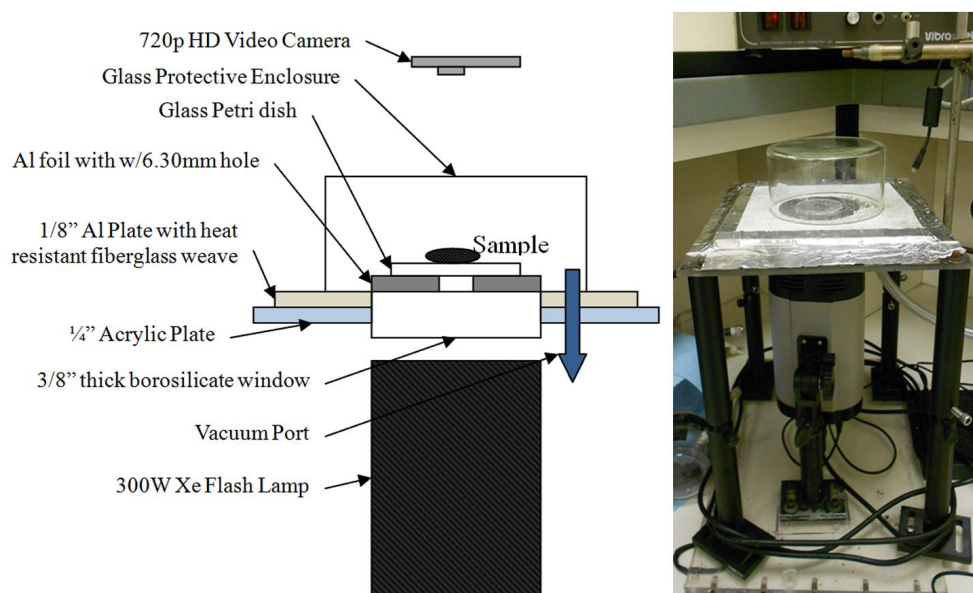 720p HD Video Camera
Glass Protective Enclosure
Glass Petri dish
Al foil with w/6.30mm hole
1/8” Al Plate with heat
resistant fiberglass weave
Sample
¼” Acrylic Plate
3/8” thick borosilicate window
Vacuum Port
300W Xe Flash Lamp